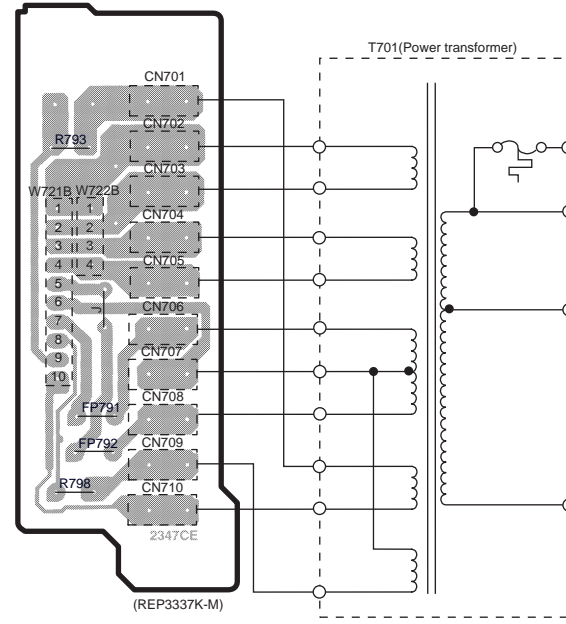 T701(Power transformer)
CN701
CN702
R793
CN703
W721B W722B
1 1
CN704
2 2
3 3
4 4
CN705
5
6
J
CN706
7
8
CN707
9
10
CN708
FP791
FP792
CN709
R798
CN710
2347CE
(REP3337K-M)